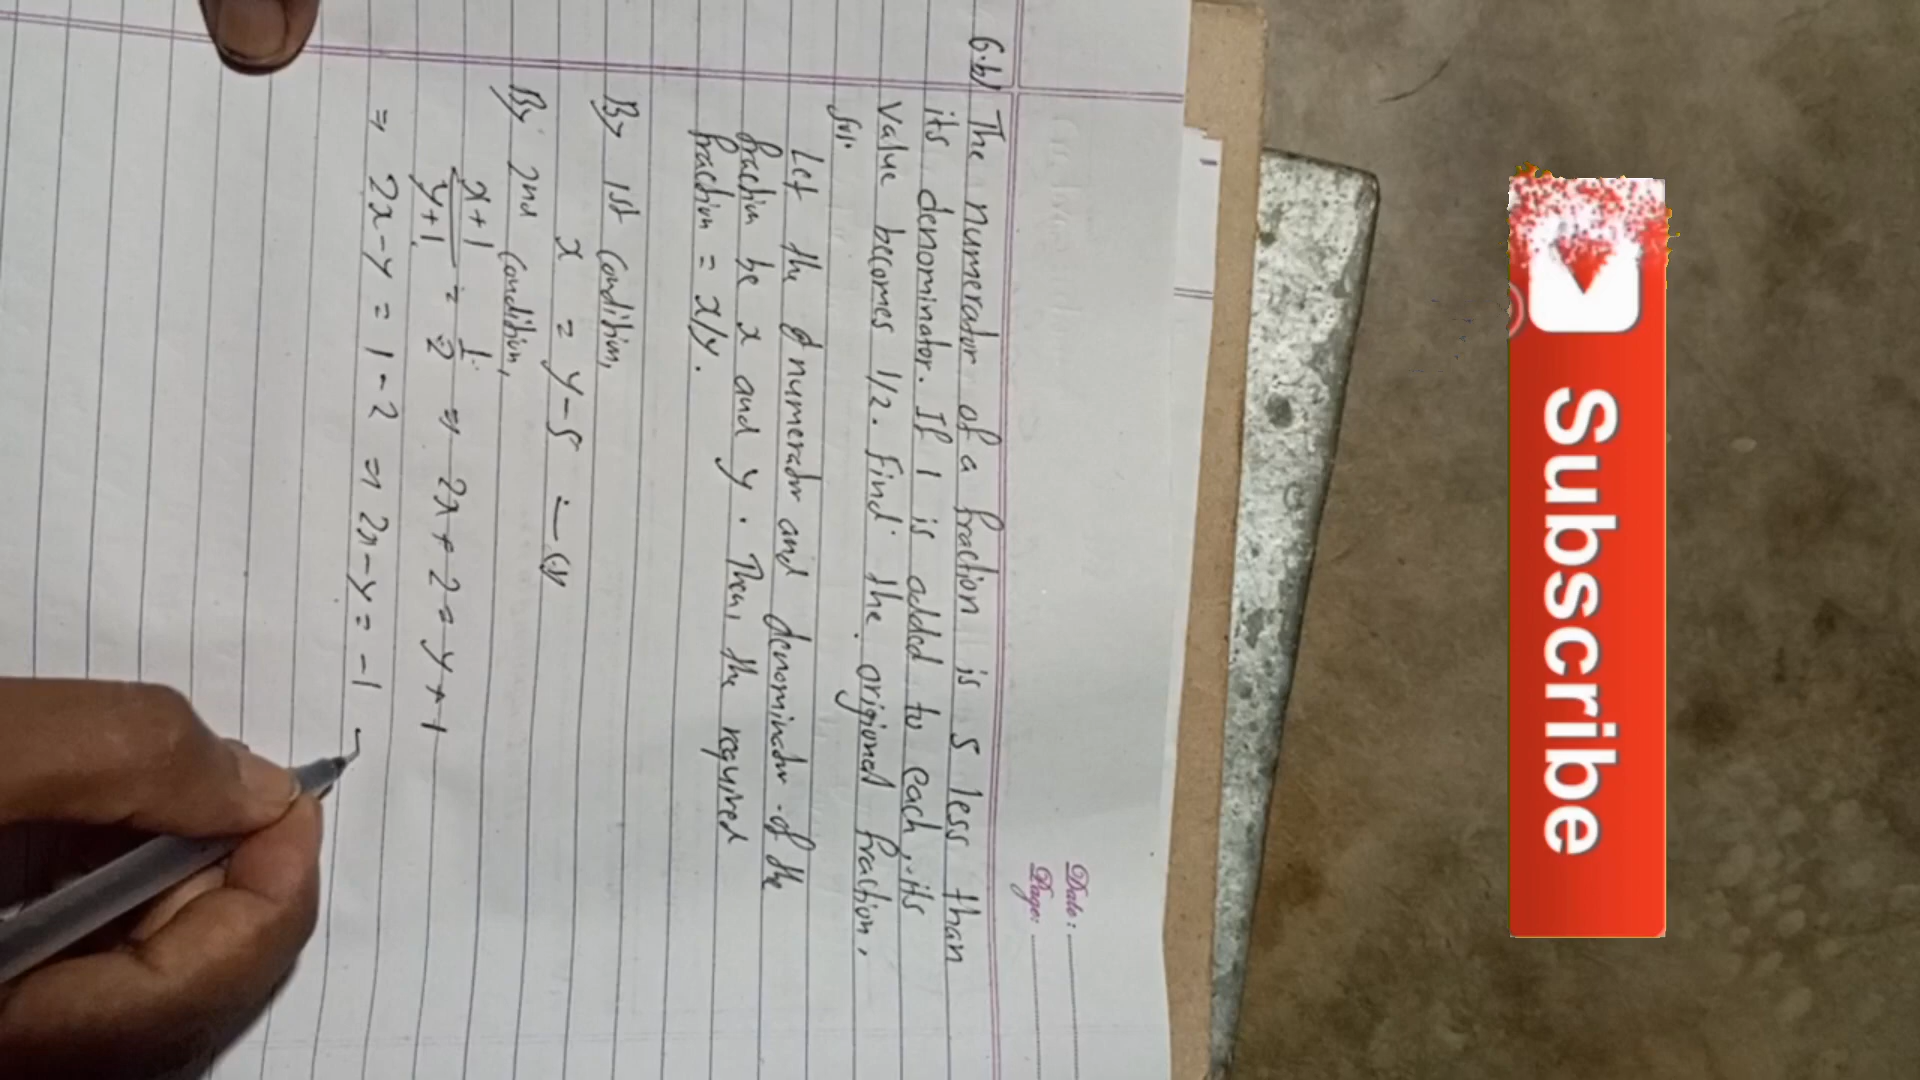 Date:
Page:
6.b) The numerator of a fraction is 5 less than
its denominator. If 1 is added to each, its
value becomes 1/2. Find the origional fraction.
Let the numerator and denominator of the
fraction be x and y. Then, the required
fraction = x/y.
By 1st condition,
x = y-5 - (1)
By 2nd condition,
x+1/y+1 = 1/2 ⇒ 2x+2=y+1
⇒ 2x-y = 1-2 ⇒ 2x-y = -1
Subscribe